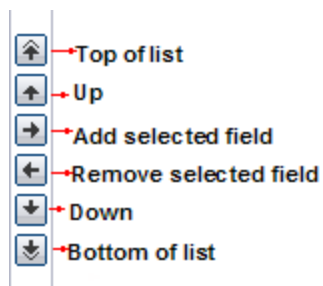 Top of list
Up
Add selected field
Remove selected field
Down
Bottom of list